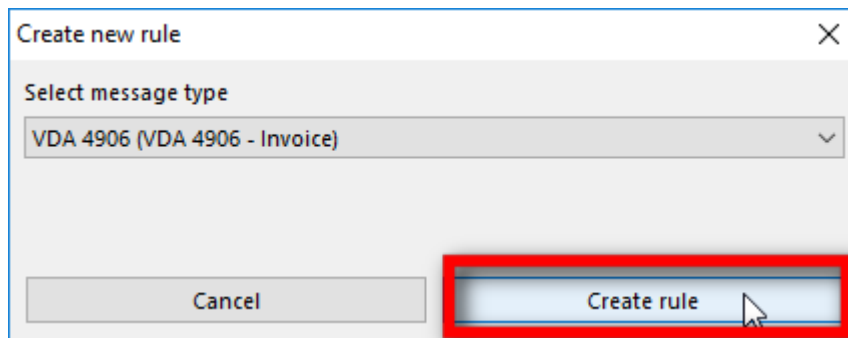 Create new rule
Select message type
VDA 4906 (VDA 4906 - Invoice)
Cancel
Create rule